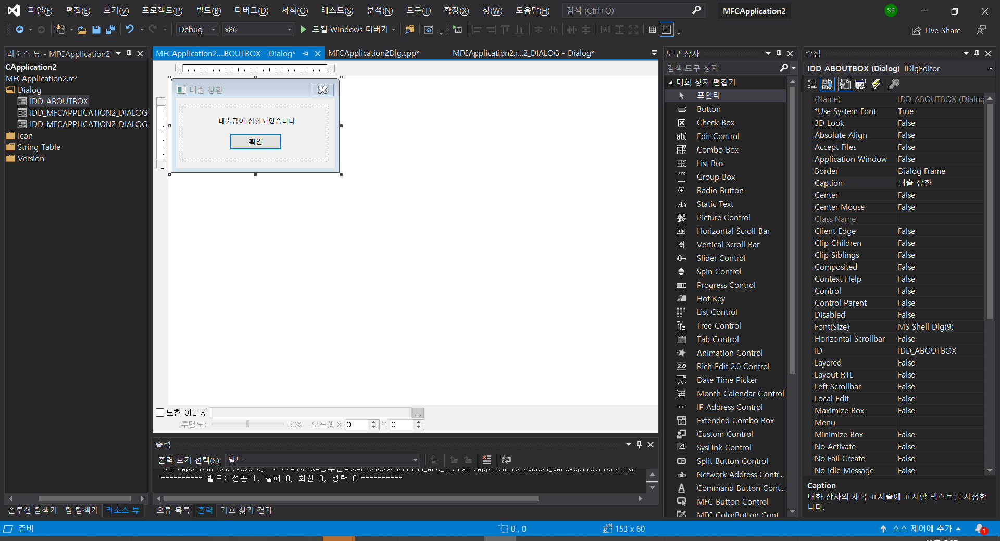 파일(F) 편집(E) 보기(V) 프로젝트(P) 빌드(B) 디버그(D) 서식(O) 테스트(S) 분석(N) 도구(T) 확장(X) 창(W) 도움말(H) 검색 (Ctrl+Q) MFCApplication2 SB
Debug x86 로컬 Windows 디버거 Live Share
리소스 뷰 - MFCApplication2
CApplication2
MFCApplication2.rc*
Dialog
IDD_ABOUTBOX
IDD_MFCAPPLICATION2_DIALOG
IDD_MFCAPPLICATION2_DIALOG
Icon
String Table
Version
솔루션 탐색기 팀 탐색기 리소스 뷰
MFCApplication2....BOUTBOX - Dialog* MFCApplication2Dlg.cpp* MFCApplication2.r...2_DIALOG - Dialog*
대출 상환
대출금이 상환되었습니다
확인
모형 이미지 ...
투명도: 50% 오프셋 X: 0 Y: 0
출력
출력 보기 선택(S): 빌드
========== 빌드: 성공 1, 실패 0, 최신 0, 생략 0 ==========
오류 목록 출력 기호 찾기 결과
도구 상자
검색 도구 상자
대화 상자 편집기
포인터
Button
Check Box
Edit Control
Combo Box
List Box
Group Box
Radio Button
Static Text
Picture Control
Horizontal Scroll Bar
Vertical Scroll Bar
Slider Control
Spin Control
Progress Control
Hot Key
List Control
Tree Control
Tab Control
Animation Control
Rich Edit 2.0 Control
Date Time Picker
Month Calendar Control
IP Address Control
Extended Combo Box
Custom Control
SysLink Control
Split Button Control
Network Address Contr...
Command Button Cont...
MFC Button Control
MFC ColorButton Cont
속성
IDD_ABOUTBOX (Dialog) IDlgEditor
(Name) IDD_ABOUTBOX (Dialog
*Use System Font True
3D Look False
Absolute Align False
Accept Files False
Application Window False
Border Dialog Frame
Caption 대출 상환
Center False
Center Mouse False
Class Name
Client Edge False
Clip Children False
Clip Siblings False
Composited False
Context Help False
Control False
Control Parent False
Disabled False
Font(Size) MS Shell Dlg(9)
Horizontal Scrollbar False
ID IDD_ABOUTBOX
Layered False
Layout RTL False
Left Scrollbar False
Local Edit False
Maximize Box False
Menu
Minimize Box False
No Activate False
No Fail Create False
No Idle Message False
Caption
대화 상자의 제목 표시줄에 표시할 텍스트를 지정합
니다.
준비 0 , 0 153 x 60 소스 제어에 추가 1